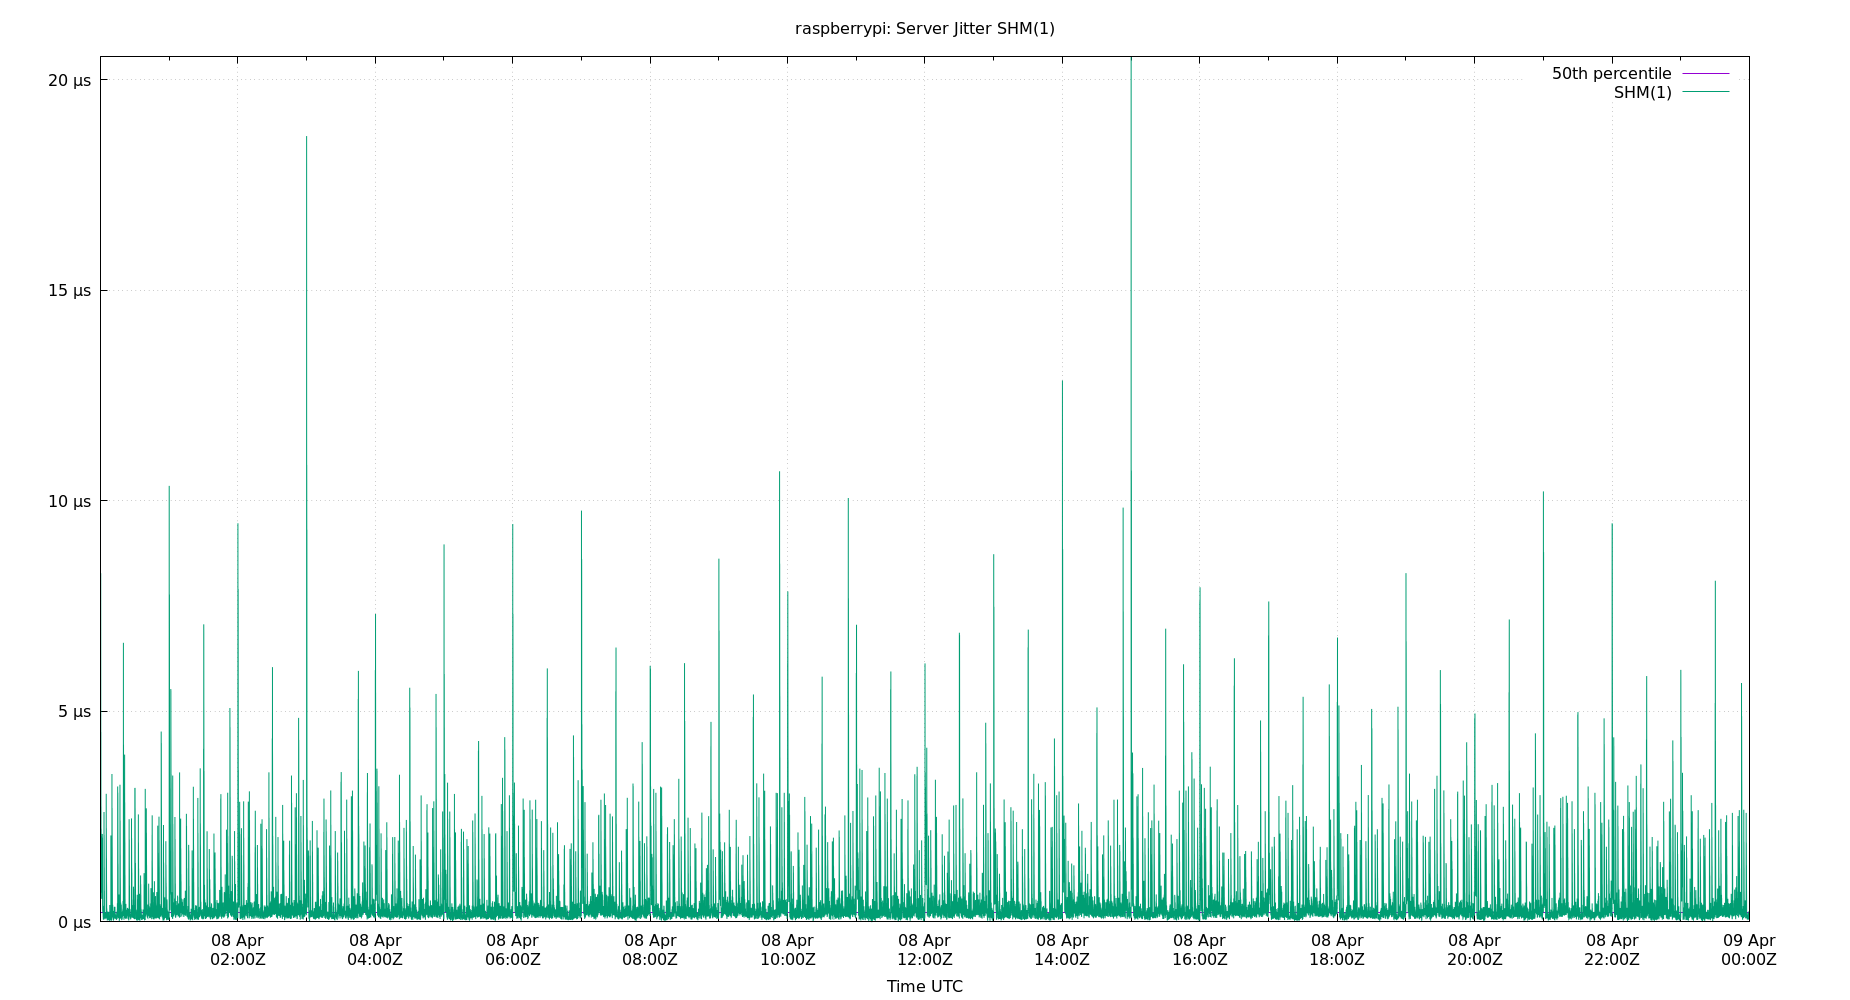 raspberrypi: Server Jitter SHM(1)
20 µs
15 µs
10 µs
5 µs
0 µs
50th percentile
SHM(1)
08 Apr 08 Apr 08 Apr 08 Apr 08 Apr 08 Apr 08 Apr 08 Apr 08 Apr 08 Apr 08 Apr 09 Apr
02:00Z 04:00Z 06:00Z 08:00Z 10:00Z 12:00Z 14:00Z 16:00Z 18:00Z 20:00Z 22:00Z 00:00Z
Time UTC